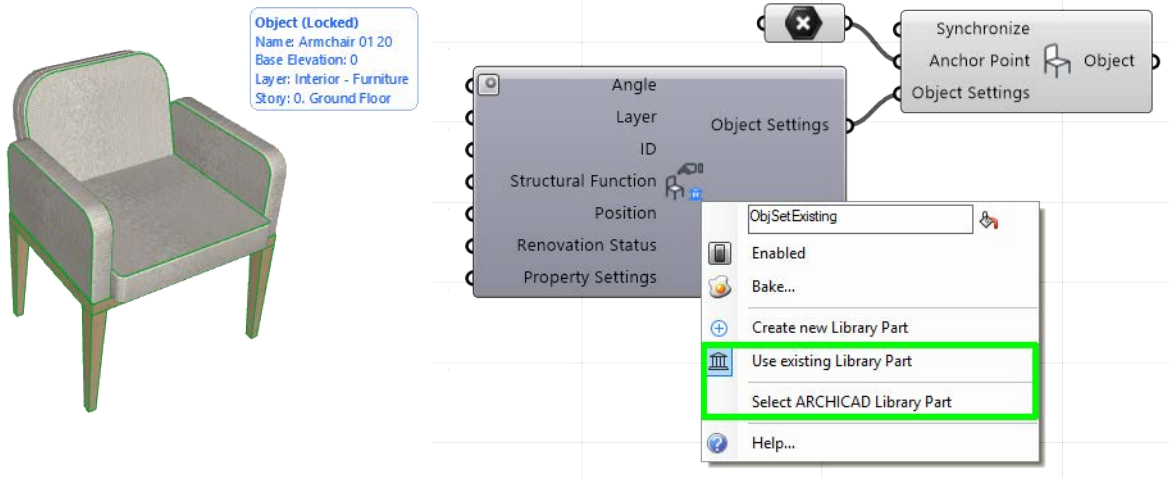 Object (Locked)
Name: Armchair 01 20
Base Elevation: 0
Layer: Interior - Furniture
Story: 0. Ground Floor
Synchronize
Anchor Point
Object
Object Settings
Angle
Layer
Object Settings
ID
Structural Function
Position
Renovation Status
Property Settings
ObjSetExisting
Enabled
Bake...
Create new Library Part
Use existing Library Part
Select ARCHICAD Library Part
Help...